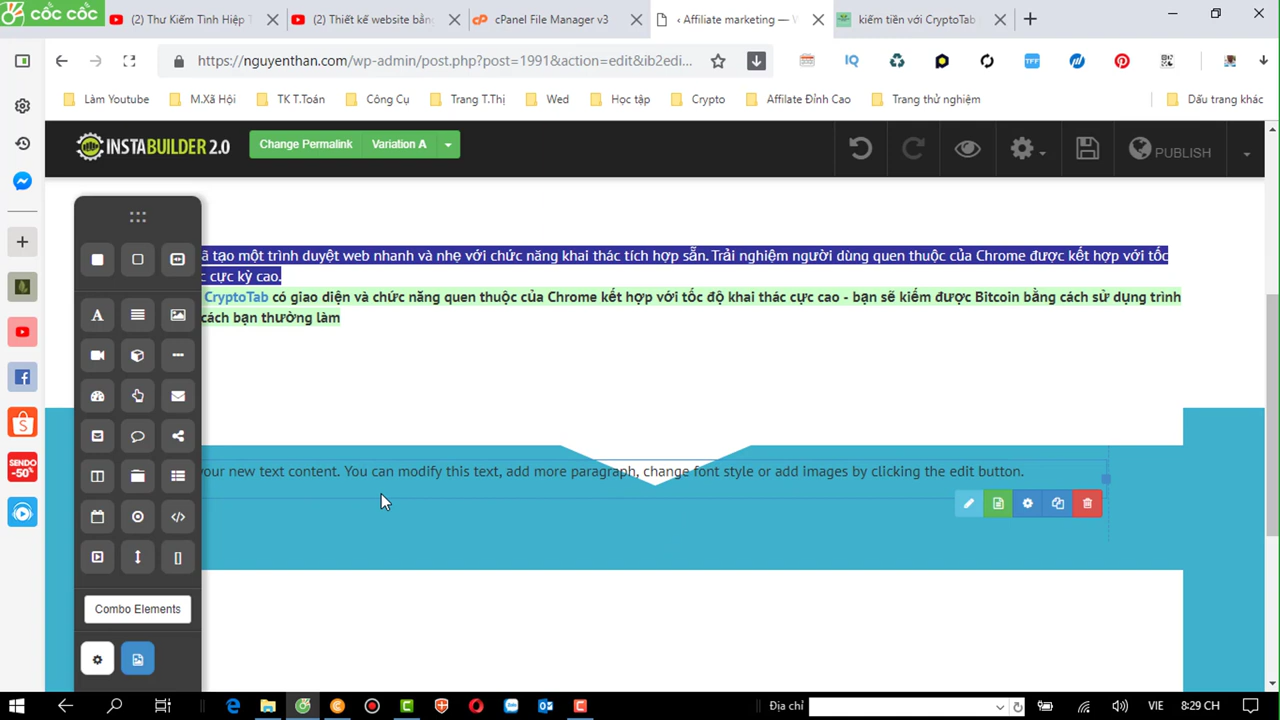 cốc cốc
(2) Thư Kiếm Tình Hiệp T
(2) Thiết kế website bằng
cPanel File Manager v3
‹ Affiliate marketing —
kiếm tiền với CryptoTab
https://nguyenthan.com/wp-admin/post.php?post=1991&action=edit&ib2edi...
Làm Youtube
M.Xã Hội
TK T.Toán
Công Cụ
Trang T.Thị
Wed
Học tập
Crypto
Affilate Đỉnh Cao
Trang thử nghiệm
Dấu trang khác
INSTABUILDER 2.0
Change Permalink
Variation A
PUBLISH
ã tạo một trình duyệt web nhanh và nhẹ với chức năng khai thác tích hợp sẵn. Trải nghiệm người dùng quen thuộc của Chrome được kết hợp với tốc
c cực kỳ cao.
CryptoTab có giao diện và chức năng quen thuộc của Chrome kết hợp với tốc độ khai thác cực cao - bạn sẽ kiếm được Bitcoin bằng cách sử dụng trình
cách bạn thường làm
your new text content. You can modify this text, add more paragraph, change font style or add images by clicking the edit button.
Combo Elements
SENDO
-50%
Địa chỉ
VIE
8:29 CH